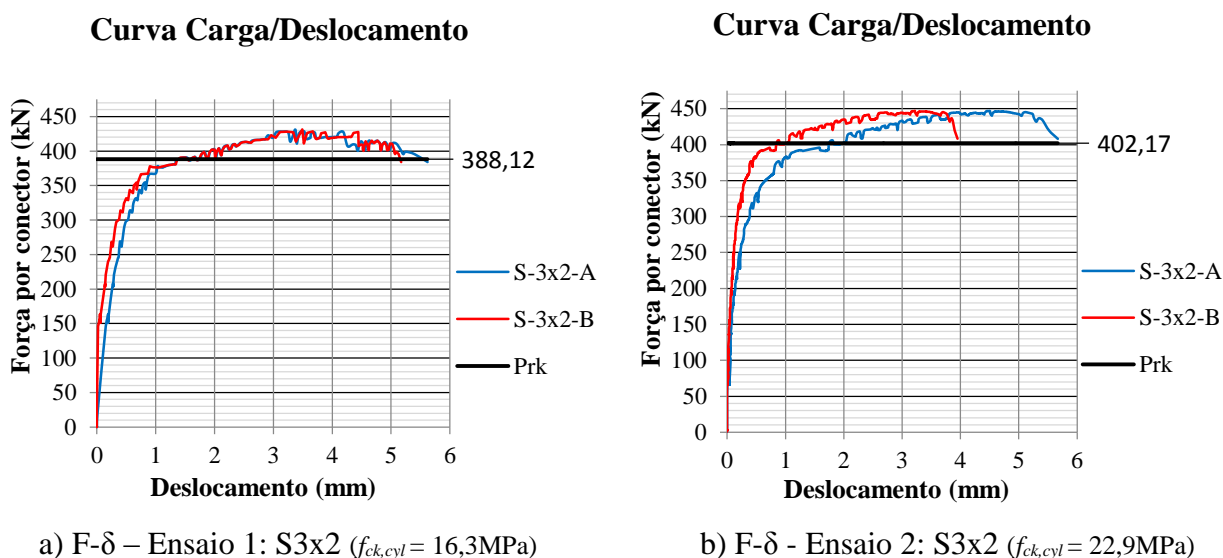 Curva Carga/Deslocamento
Força por conector (kN)
450
400
350
300
250
200
150
100
50
0
0 1 2 3 4 5 6
Deslocamento (mm)
388,12
S-3x2-A
S-3x2-B
Prk
a) F-δ – Ensaio 1: S3x2 (fck,cyl = 16,3MPa)
Curva Carga/Deslocamento
Força por conector (kN)
450
400
350
300
250
200
150
100
50
0
0 1 2 3 4 5 6
Deslocamento (mm)
402,17
S-3x2-A
S-3x2-B
Prk
b) F-δ - Ensaio 2: S3x2 (fck,cyl = 22,9MPa)